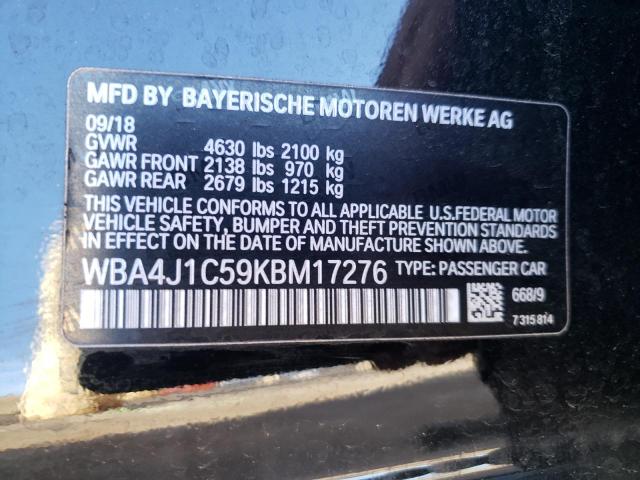 MFD BY BAYERISCHE MOTOREN WERKE AG
09/18
GVWR 4630 lbs 2100 kg
GAWR FRONT 2138 lbs 970 kg
GAWR REAR 2679 lbs 1215 kg
THIS VEHICLE CONFORMS TO ALL APPLICABLE U.S.FEDERAL MOTOR
VEHICLE SAFETY, BUMPER AND THEFT PREVENTION STANDARDS IN
EFFECT ON THE DATE OF MANUFACTURE SHOWN ABOVE.
WBA4J1C59KBM17276 TYPE: PASSENGER CAR
668/9
7315814